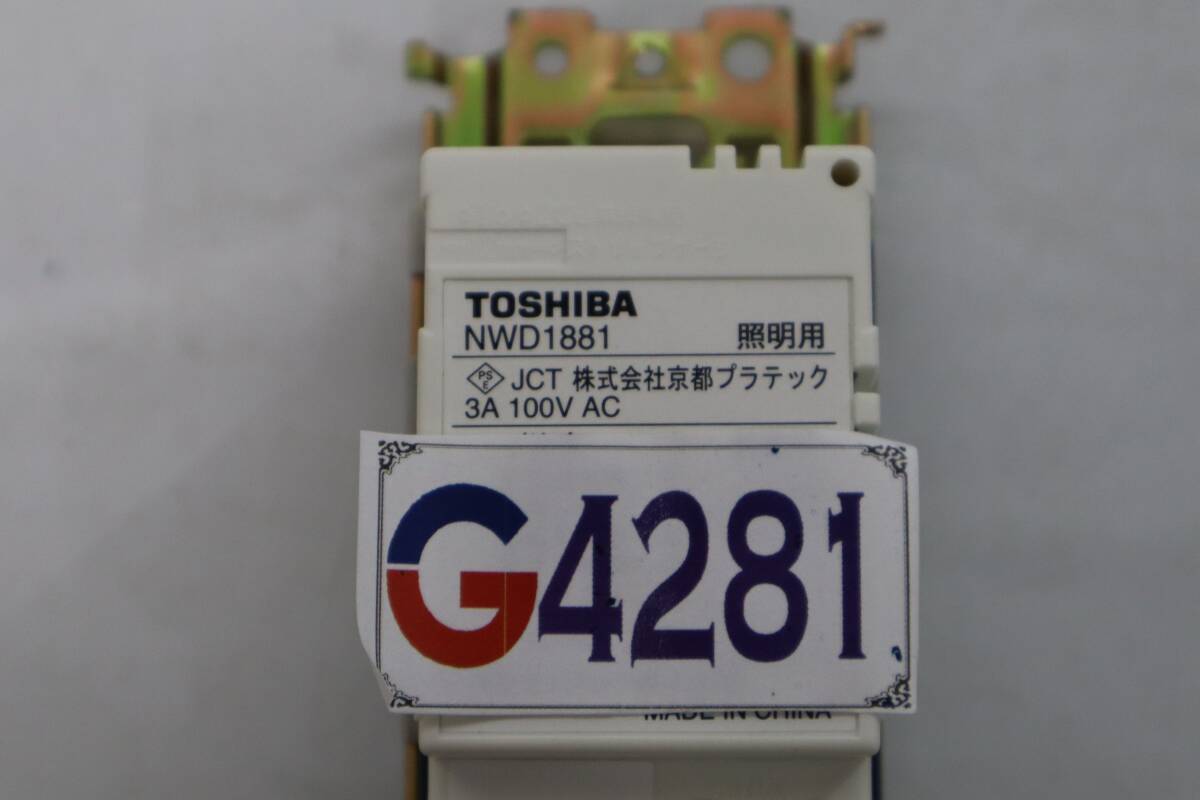 TOSHIBA
NWD1881 照明用
PSE JCT 株式会社京都プラテック
3A 100V AC
G4281
MADE IN CHINA